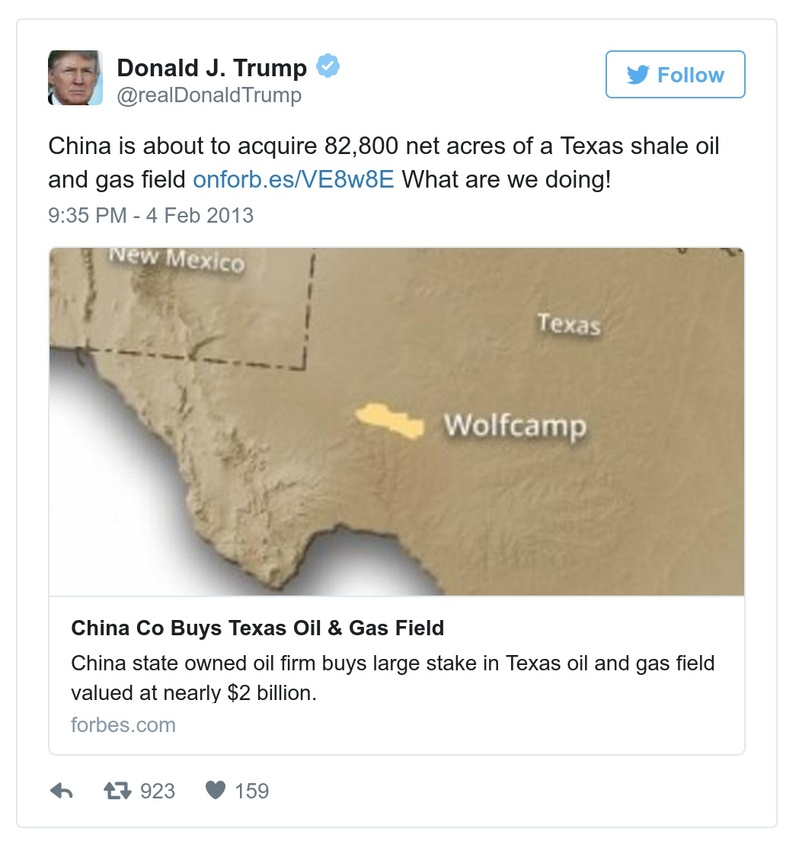 Donald J. Trump
@realDonaldTrump
Follow
China is about to acquire 82,800 net acres of a Texas shale oil
and gas field onforb.es/VE8w8E What are we doing!
9:35 PM - 4 Feb 2013
New Mexico
Texas
Wolfcamp
China Co Buys Texas Oil & Gas Field
China state owned oil firm buys large stake in Texas oil and gas field
valued at nearly $2 billion.
forbes.com
923
159